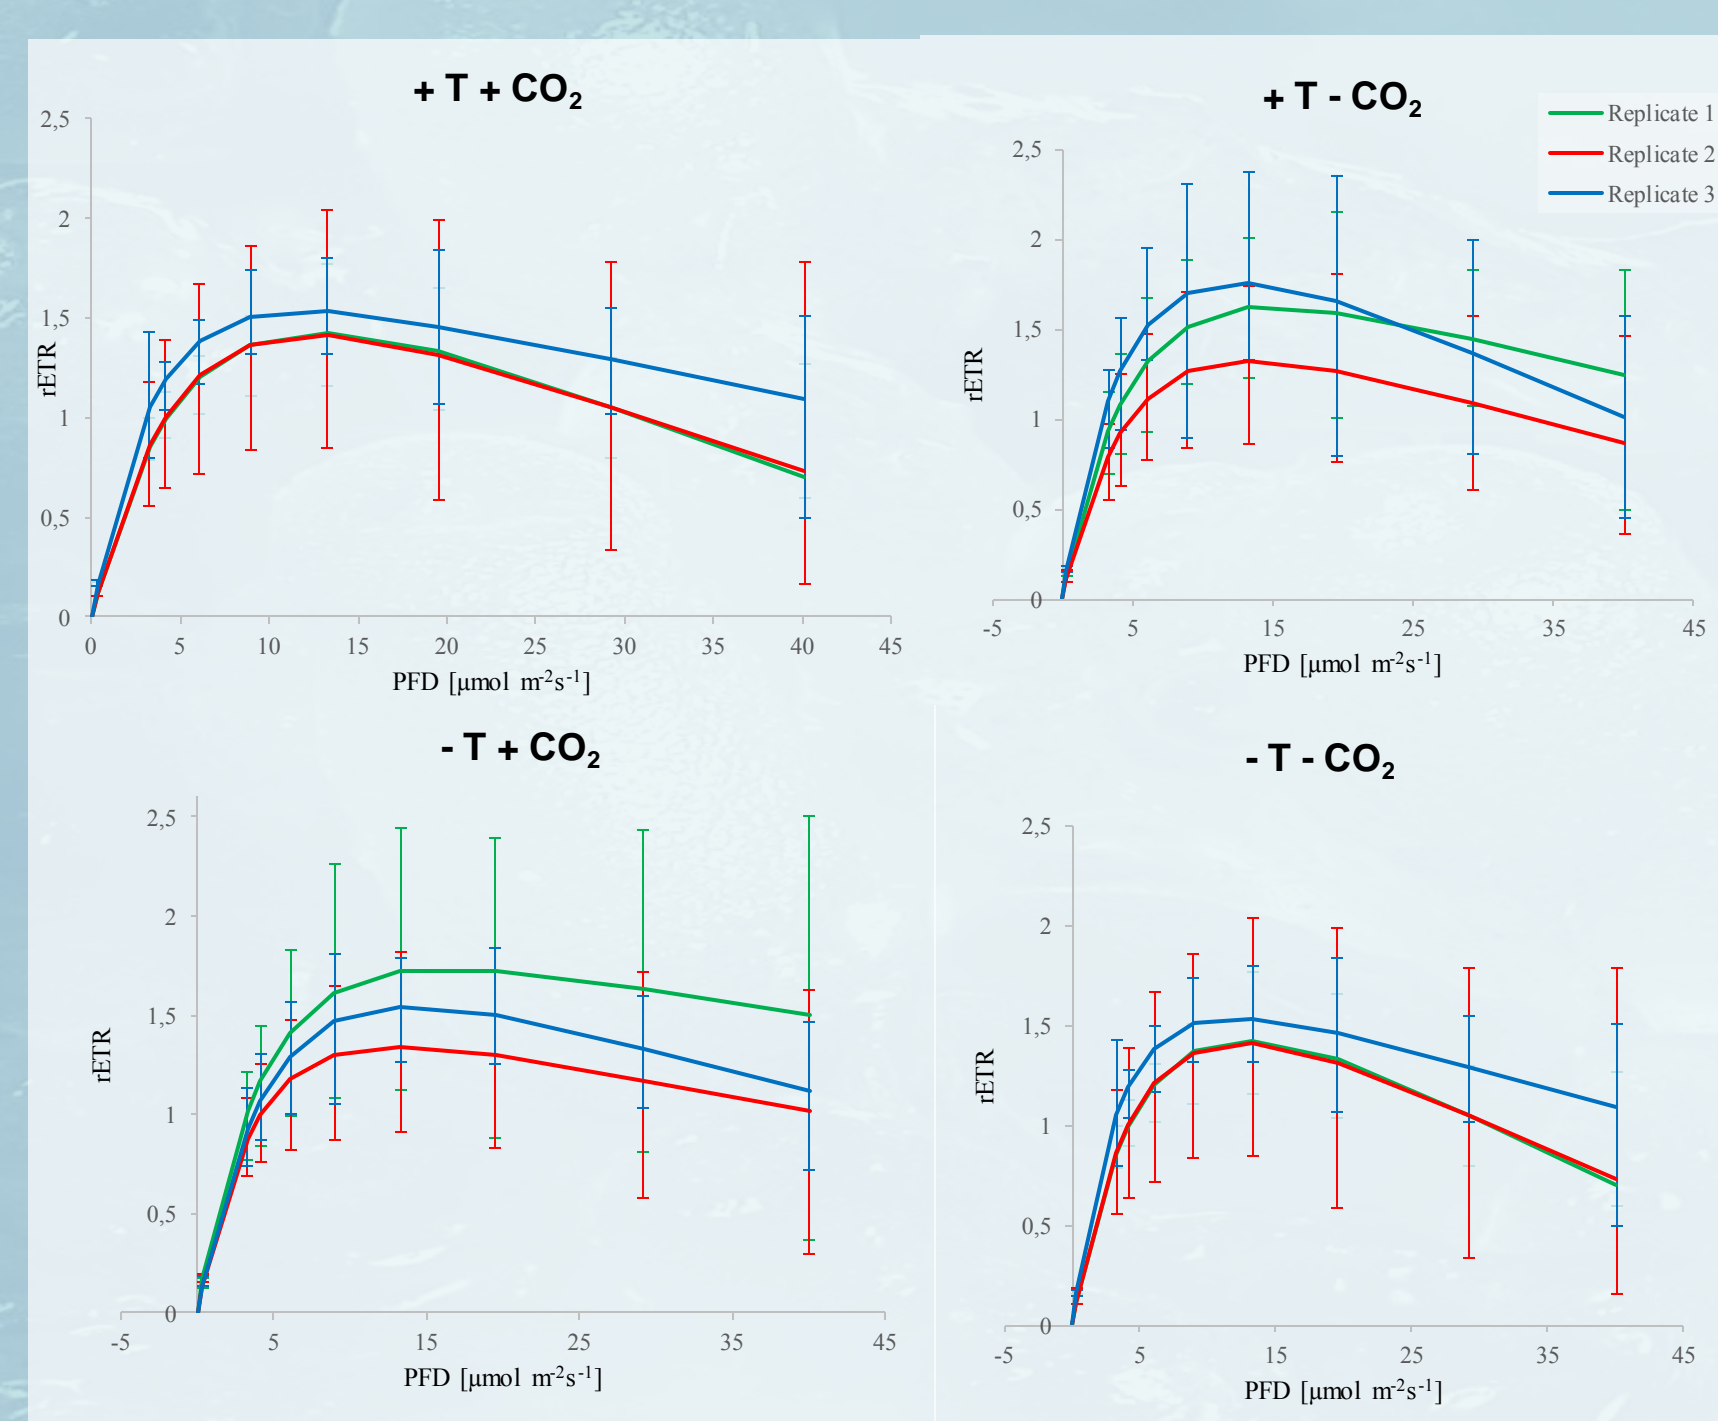 + T + CO₂
2,5
2
1,5
1
0,5
0
rETR
0 5 10 15 20 25 30 35 40 45
PFD [μmol m⁻²s⁻¹]
+ T - CO₂
Replicate 1
Replicate 2
Replicate 3
2,5
2
1,5
1
0,5
0
rETR
-5 5 15 25 35 45
PFD [μmol m⁻²s⁻¹]
- T + CO₂
2,5
2
1,5
1
0,5
0
rETR
-5 5 15 25 35 45
PFD [μmol m⁻²s⁻¹]
- T - CO₂
2,5
2
1,5
1
0,5
0
rETR
-5 5 15 25 35 45
PFD [μmol m⁻²s⁻¹]